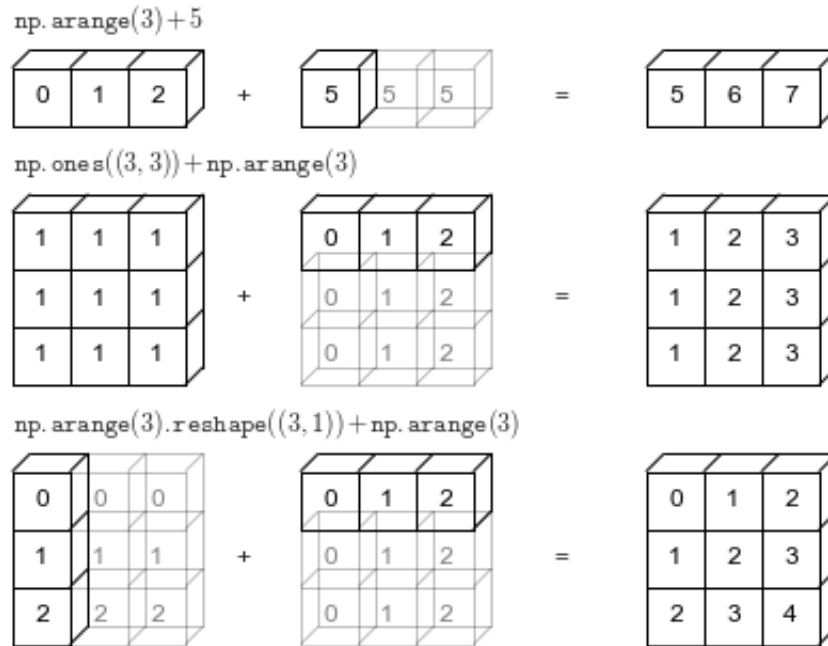 np.arange(3)+5
0 1 2 + 5 5 5 = 5 6 7
np.ones((3, 3))+np.arange(3)
1 1 1 0 1 2 1 2 3
1 1 1 + 0 1 2 = 1 2 3
1 1 1 0 1 2 1 2 3
np.arange(3).reshape((3, 1))+np.arange(3)
0 0 0 0 1 2 0 1 2
1 1 1 + 0 1 2 = 1 2 3
2 2 2 0 1 2 2 3 4